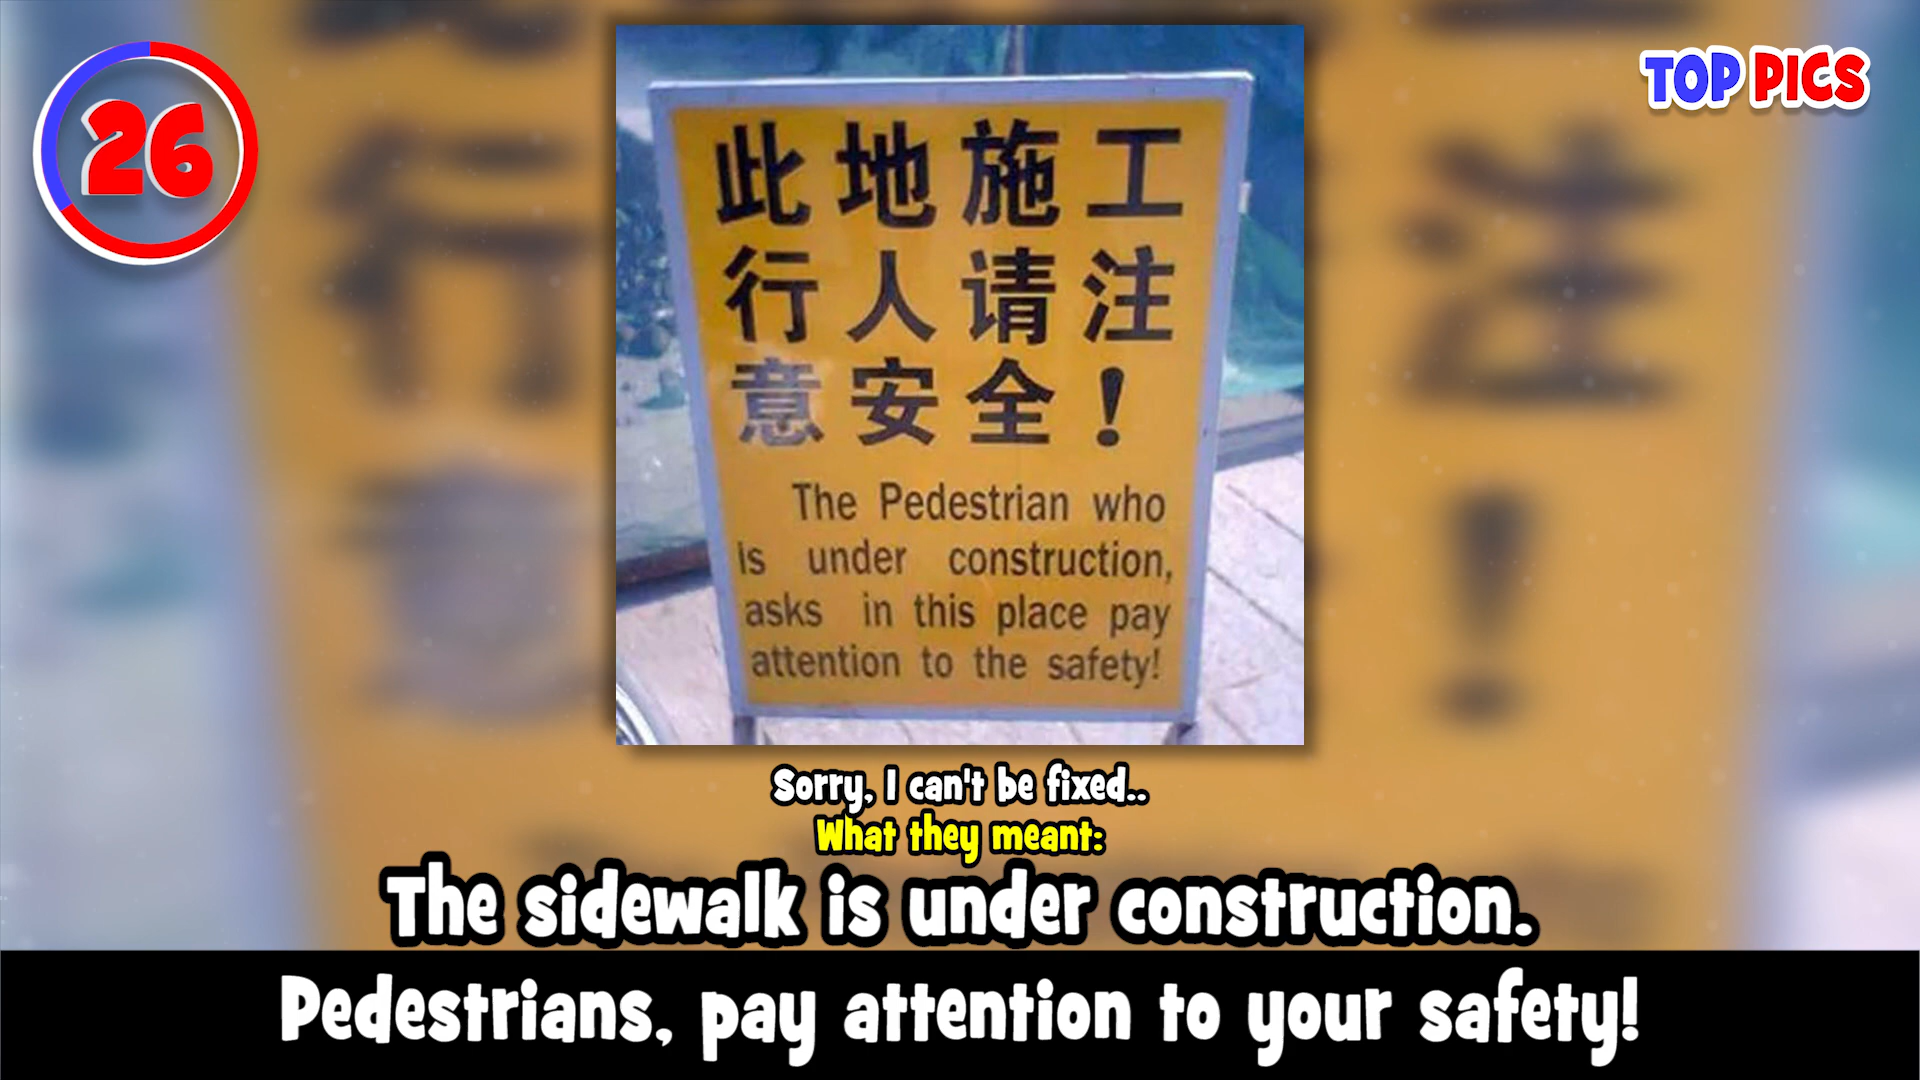 26
TOP PICS
此地施工
行人请注
意安全！
The Pedestrian who
is under construction,
asks in this place pay
attention to the safety!
Sorry, I can't be fixed..
What they meant:
The sidewalk is under construction.
Pedestrians, pay attention to your safety!